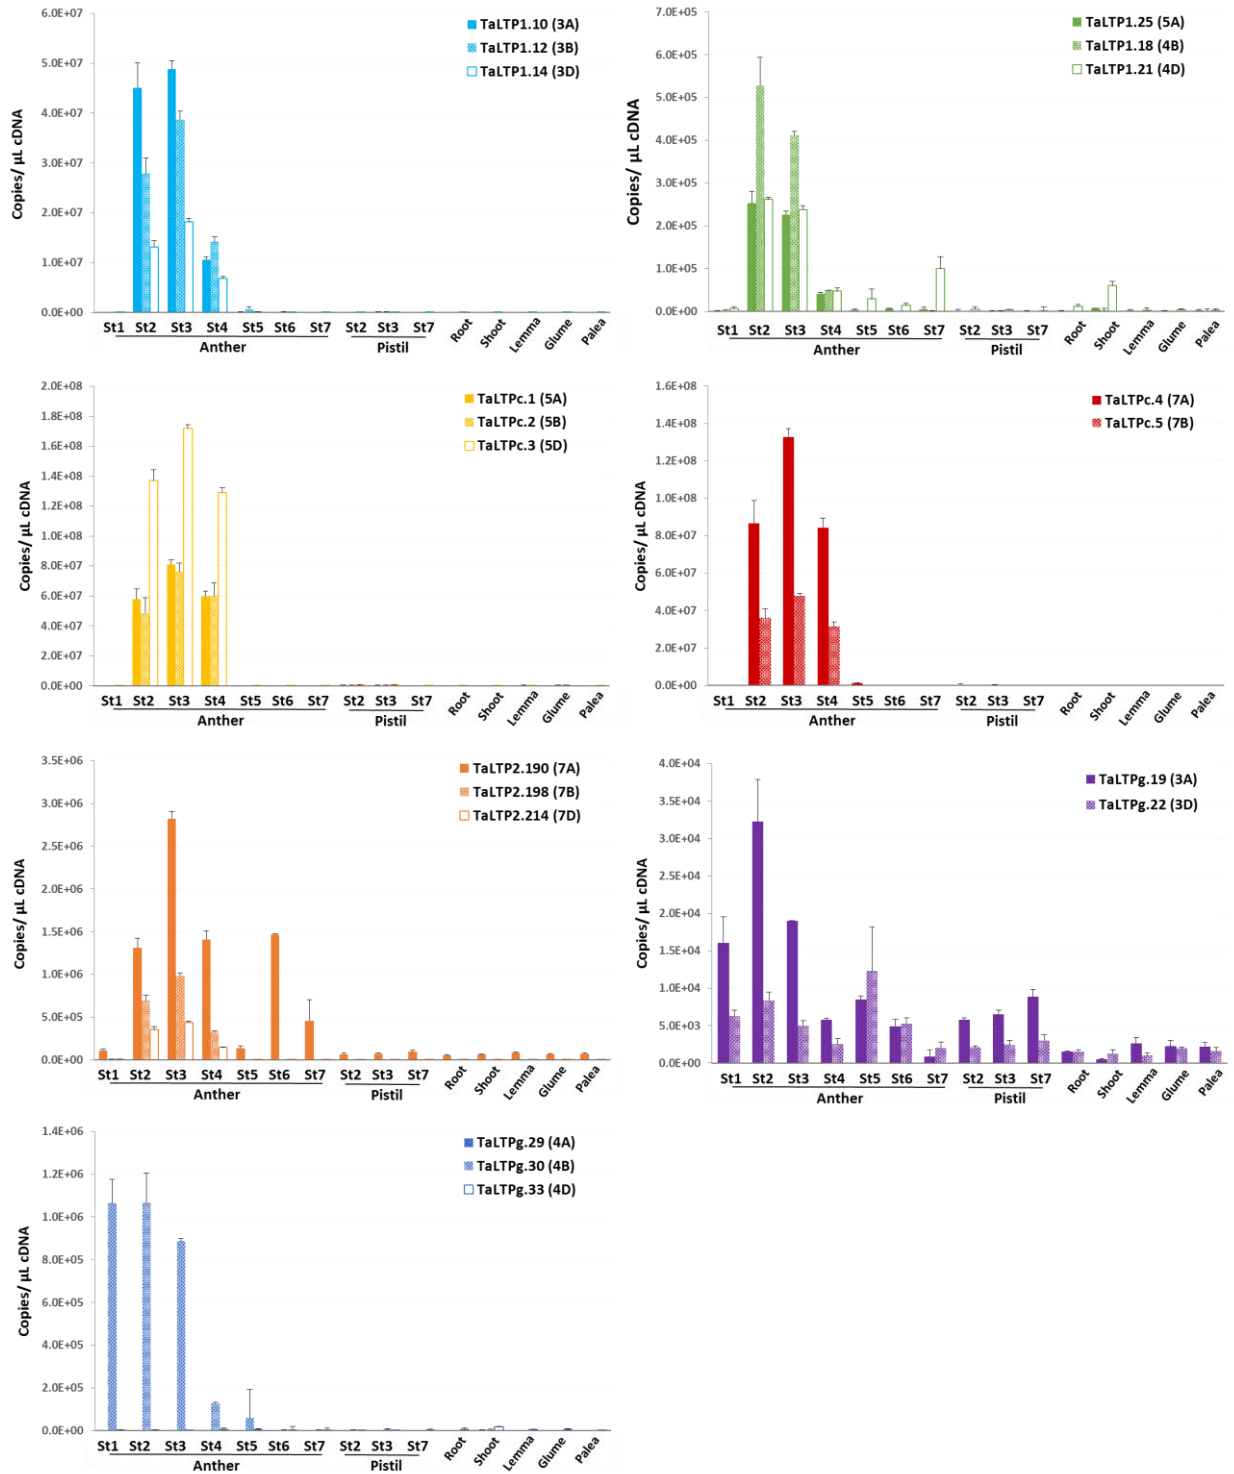 6.0E+07
5.0E+07
4.0E+07
3.0E+07
2.0E+07
1.0E+07
0.0E+00
Copies/ µL cDNA
TaLTP1.10 (3A)
TaLTP1.12 (3B)
TaLTP1.14 (3D)
St1 St2 St3 St4 St5 St6 St7 St2 St3 St7 Root Shoot Lemma Glume Palea
Anther Pistil
7.0E+05
6.0E+05
5.0E+05
4.0E+05
3.0E+05
2.0E+05
1.0E+05
0.0E+00
Copies/ µL cDNA
TaLTP1.25 (5A)
TaLTP1.18 (4B)
TaLTP1.21 (4D)
St1 St2 St3 St4 St5 St6 St7 St2 St3 St7 Root Shoot Lemma Glume Palea
Anther Pistil
2.0E+08
1.8E+08
1.6E+08
1.4E+08
1.2E+08
1.0E+08
8.0E+07
6.0E+07
4.0E+07
2.0E+07
0.0E+00
Copies/ µL cDNA
TaLTPc.1 (5A)
TaLTPc.2 (5B)
TaLTPc.3 (5D)
St1 St2 St3 St4 St5 St6 St7 St2 St3 St7 Root Shoot Lemma Glume Palea
Anther Pistil
1.6E+08
1.4E+08
1.2E+08
1.0E+08
8.0E+07
6.0E+07
4.0E+07
2.0E+07
0.0E+00
Copies/ µL cDNA
TaLTPc.4 (7A)
TaLTPc.5 (7B)
St1 St2 St3 St4 St5 St6 St7 St2 St3 St7 Root Shoot Lemma Glume Palea
Anther Pistil
3.5E+06
3.0E+06
2.5E+06
2.0E+06
1.5E+06
1.0E+06
5.0E+05
0.0E+00
Copies/ µL cDNA
TaLTP2.190 (7A)
TaLTP2.198 (7B)
TaLTP2.214 (7D)
St1 St2 St3 St4 St5 St6 St7 St2 St3 St7 Root Shoot Lemma Glume Palea
Anther Pistil
4.0E+04
3.5E+04
3.0E+04
2.5E+04
2.0E+04
1.5E+04
1.0E+04
5.0E+03
0.0E+00
Copies/ µL cDNA
TaLTPg.19 (3A)
TaLTPg.22 (3D)
St1 St2 St3 St4 St5 St6 St7 St2 St3 St7 Root Shoot Lemma Glume Palea
Anther Pistil
1.4E+06
1.2E+06
1.0E+06
8.0E+05
6.0E+05
4.0E+05
2.0E+05
0.0E+00
Copies/ µL cDNA
TaLTPg.29 (4A)
TaLTPg.30 (4B)
TaLTPg.33 (4D)
St1 St2 St3 St4 St5 St6 St7 St2 St3 St7 Root Shoot Lemma Glume Palea
Anther Pistil